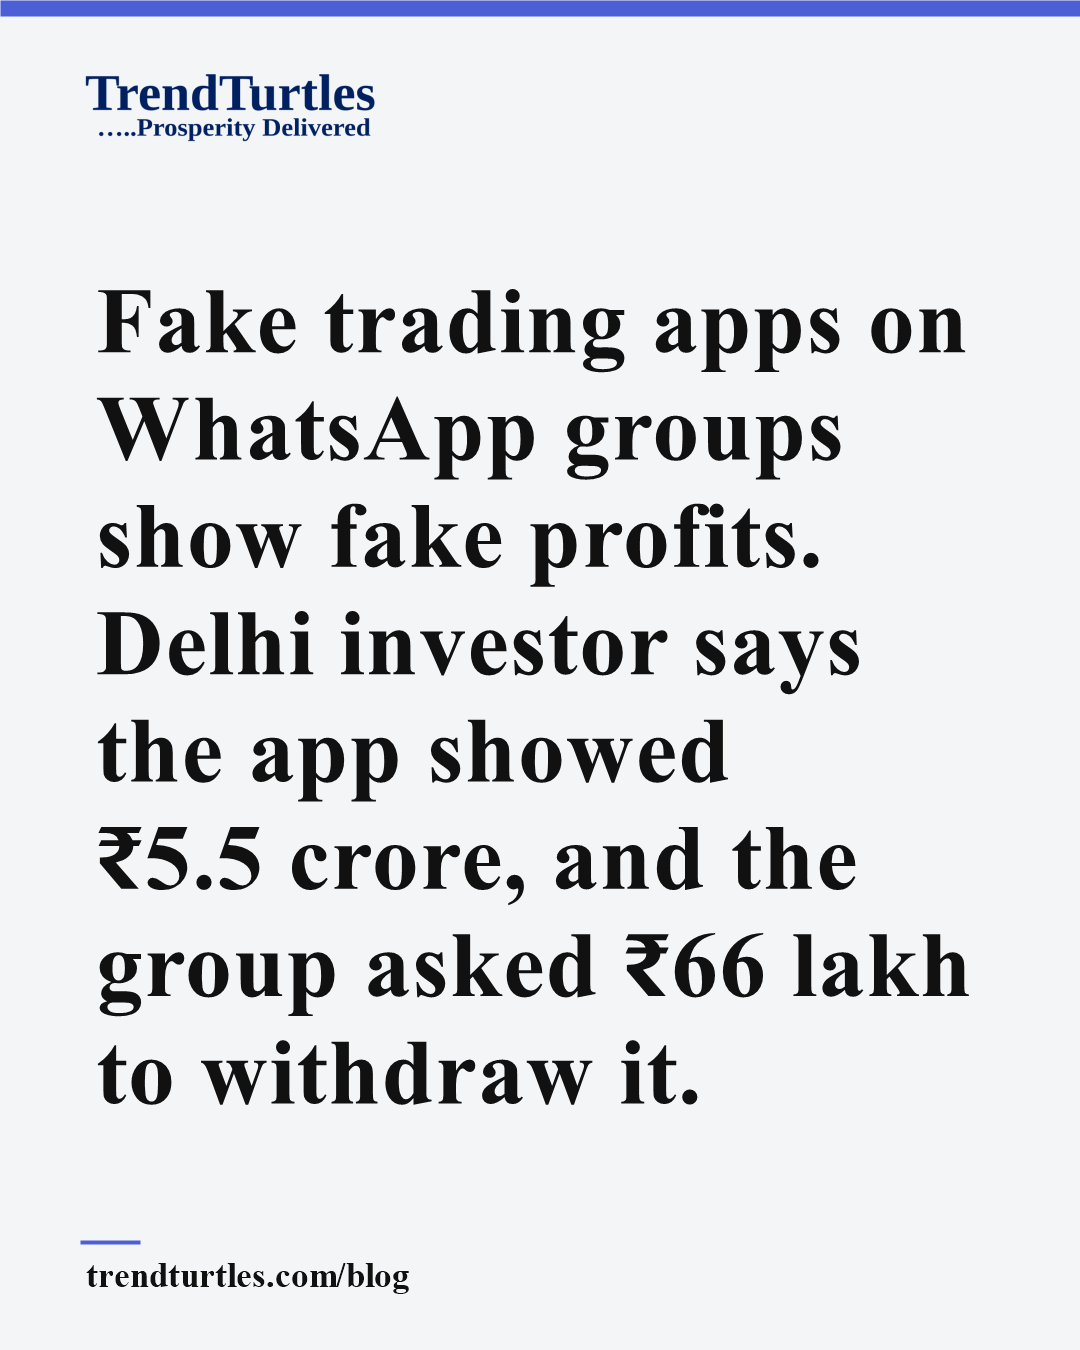 TrendTurtles
…..Prosperity Delivered
Fake trading apps on
WhatsApp groups
show fake profits.
Delhi investor says
the app showed
₹5.5 crore, and the
group asked ₹66 lakh
to withdraw it.
trendturtles.com/blog